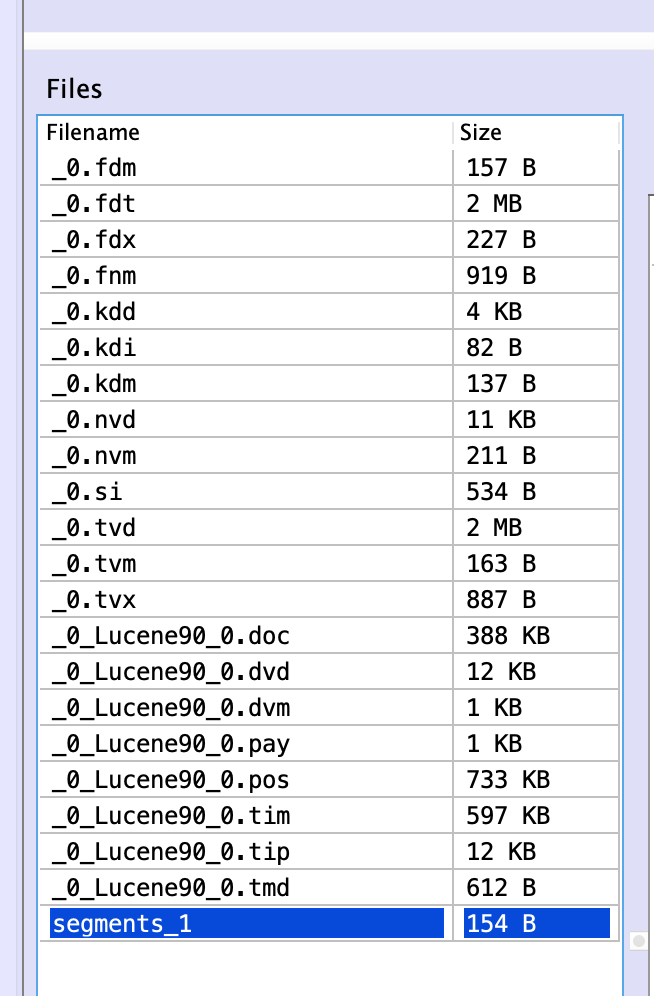 Files
Filename Size
_0.fdm 157 B
_0.fdt 2 MB
_0.fdx 227 B
_0.fnm 919 B
_0.kdd 4 KB
_0.kdi 82 B
_0.kdm 137 B
_0.nvd 11 KB
_0.nvm 211 B
_0.si 534 B
_0.tvd 2 MB
_0.tvm 163 B
_0.tvx 887 B
_0_Lucene90_0.doc 388 KB
_0_Lucene90_0.dvd 12 KB
_0_Lucene90_0.dvm 1 KB
_0_Lucene90_0.pay 1 KB
_0_Lucene90_0.pos 733 KB
_0_Lucene90_0.tim 597 KB
_0_Lucene90_0.tip 12 KB
_0_Lucene90_0.tmd 612 B
segments_1 154 B